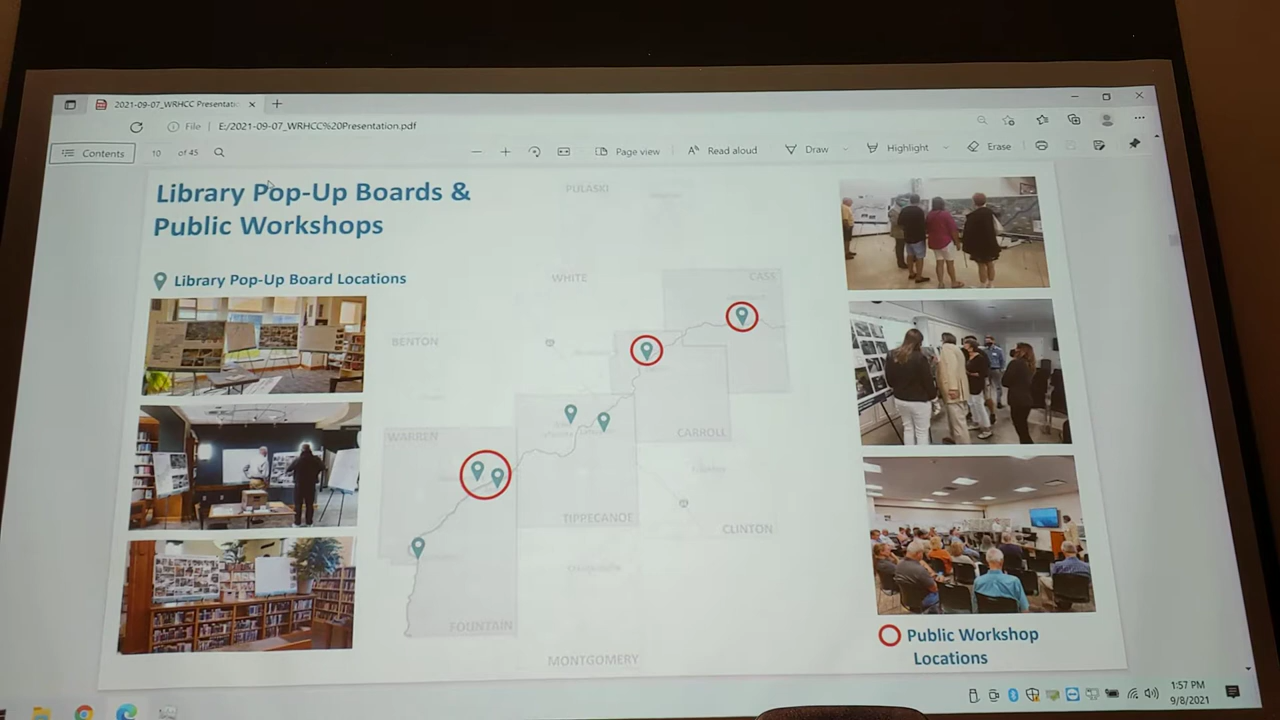 2021-09-07_WRHCC Presentatio
File | E:/2021-09-07_WRHCC%20Presentation.pdf
Contents 10 of 45 Page view Read aloud Draw Highlight Erase
Library Pop-Up Boards &
Public Workshops
Library Pop-Up Board Locations
PULASKI
WHITE
CASS
BENTON
WARREN
CARROLL
TIPPECANOE
CLINTON
FOUNTAIN
MONTGOMERY
Public Workshop
Locations
1:57 PM
9/8/2021